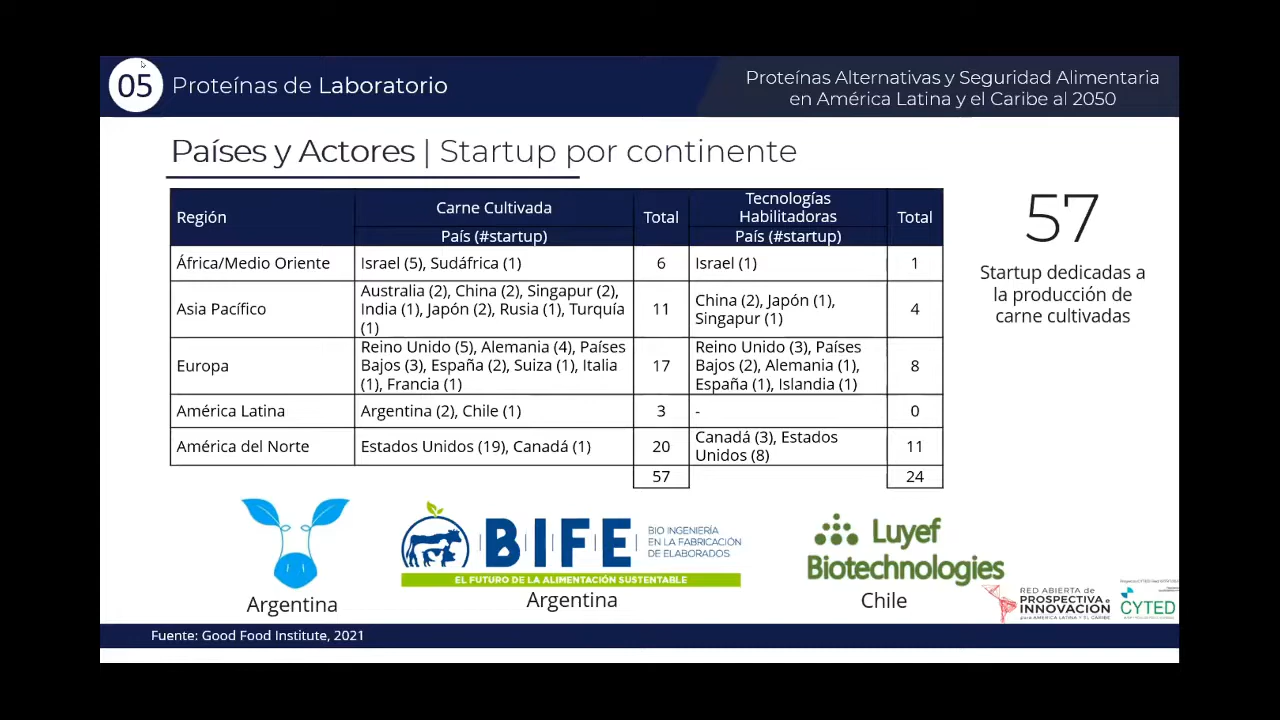 05
Proteínas de Laboratorio
Proteínas Alternativas y Seguridad Alimentaria
en América Latina y el Caribe al 2050
Países y Actores | Startup por continente
Región
Carne Cultivada
País (#startup)
Total
Tecnologías
Habilitadoras
País (#startup)
Total
África/Medio Oriente
Israel (5), Sudáfrica (1)
6
Israel (1)
1
Asia Pacífico
Australia (2), China (2), Singapur (2),
India (1), Japón (2), Rusia (1), Turquía
(1)
11
China (2), Japón (1),
Singapur (1)
4
Europa
Reino Unido (5), Alemania (4), Países
Bajos (3), España (2), Suiza (1), Italia
(1), Francia (1)
17
Reino Unido (3), Países
Bajos (2), Alemania (1),
España (1), Islandia (1)
8
América Latina
Argentina (2), Chile (1)
3
-
0
América del Norte
Estados Unidos (19), Canadá (1)
20
Canadá (3), Estados
Unidos (8)
11
57
24
57
Startup dedicadas a
la producción de
carne cultivadas
Argentina
BIFE
BIO INGENIERÍA
EN LA FABRICACIÓN
DE ELABORADOS
EL FUTURO DE LA ALIMENTACIÓN SUSTENTABLE
Argentina
Luyef
Biotechnologies
Chile
RED ABIERTA DE
PROSPECTIVA e
INNOVACIÓN
para AMÉRICA LATINA Y EL CARIBE
CYTED
Fuente: Good Food Institute, 2021